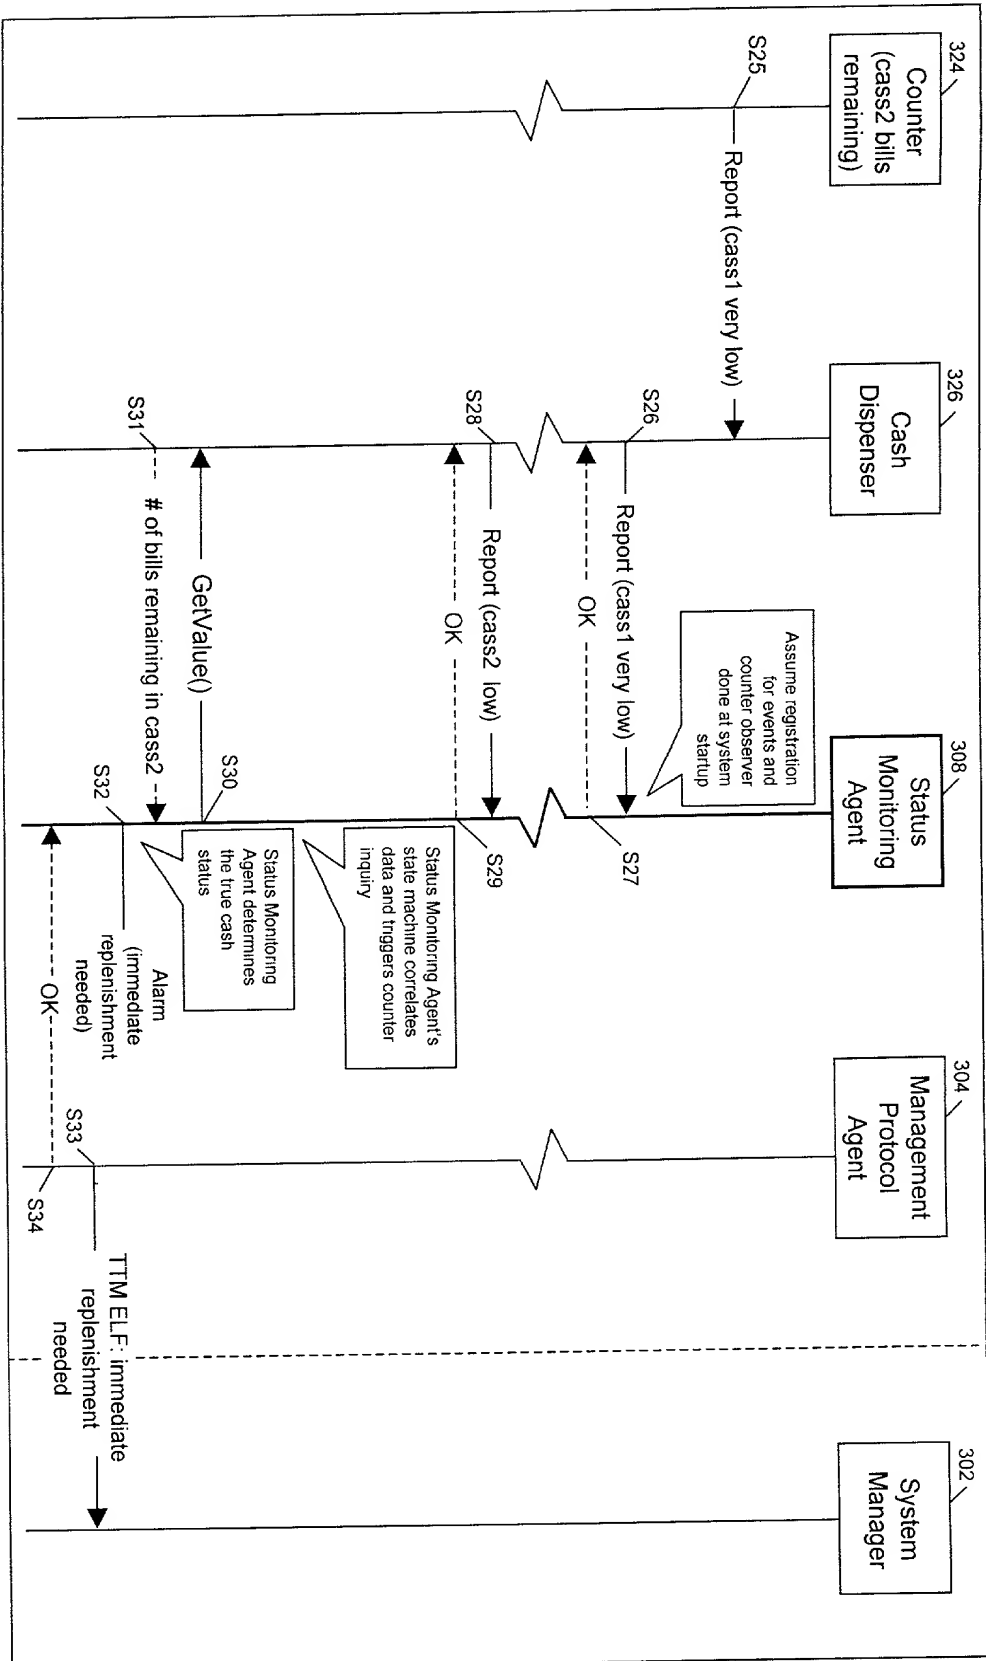 324
Counter
(cass2 bills
remaining)
326
Cash
Dispenser
308
Status
Monitoring
Agent
304
Management
Protocol
Agent
302
System
Manager
S25
Report (cass1 very low)
Assume registration
for events and
counter observer
done at system
startup
S26
Report (cass1 very low)
S27
OK
S28
Report (cass2 low)
S29
OK
Status Monitoring Agent's
state machine correlates
data and triggers counter
inquiry
S30
GetValue()
Status Monitoring
Agent determines
the true cash
status
S31
# of bills remaining in cass2
S32
Alarm
(immediate
replenishment
needed)
S33
TTM ELF: immediate
replenishment
needed
S34
OK